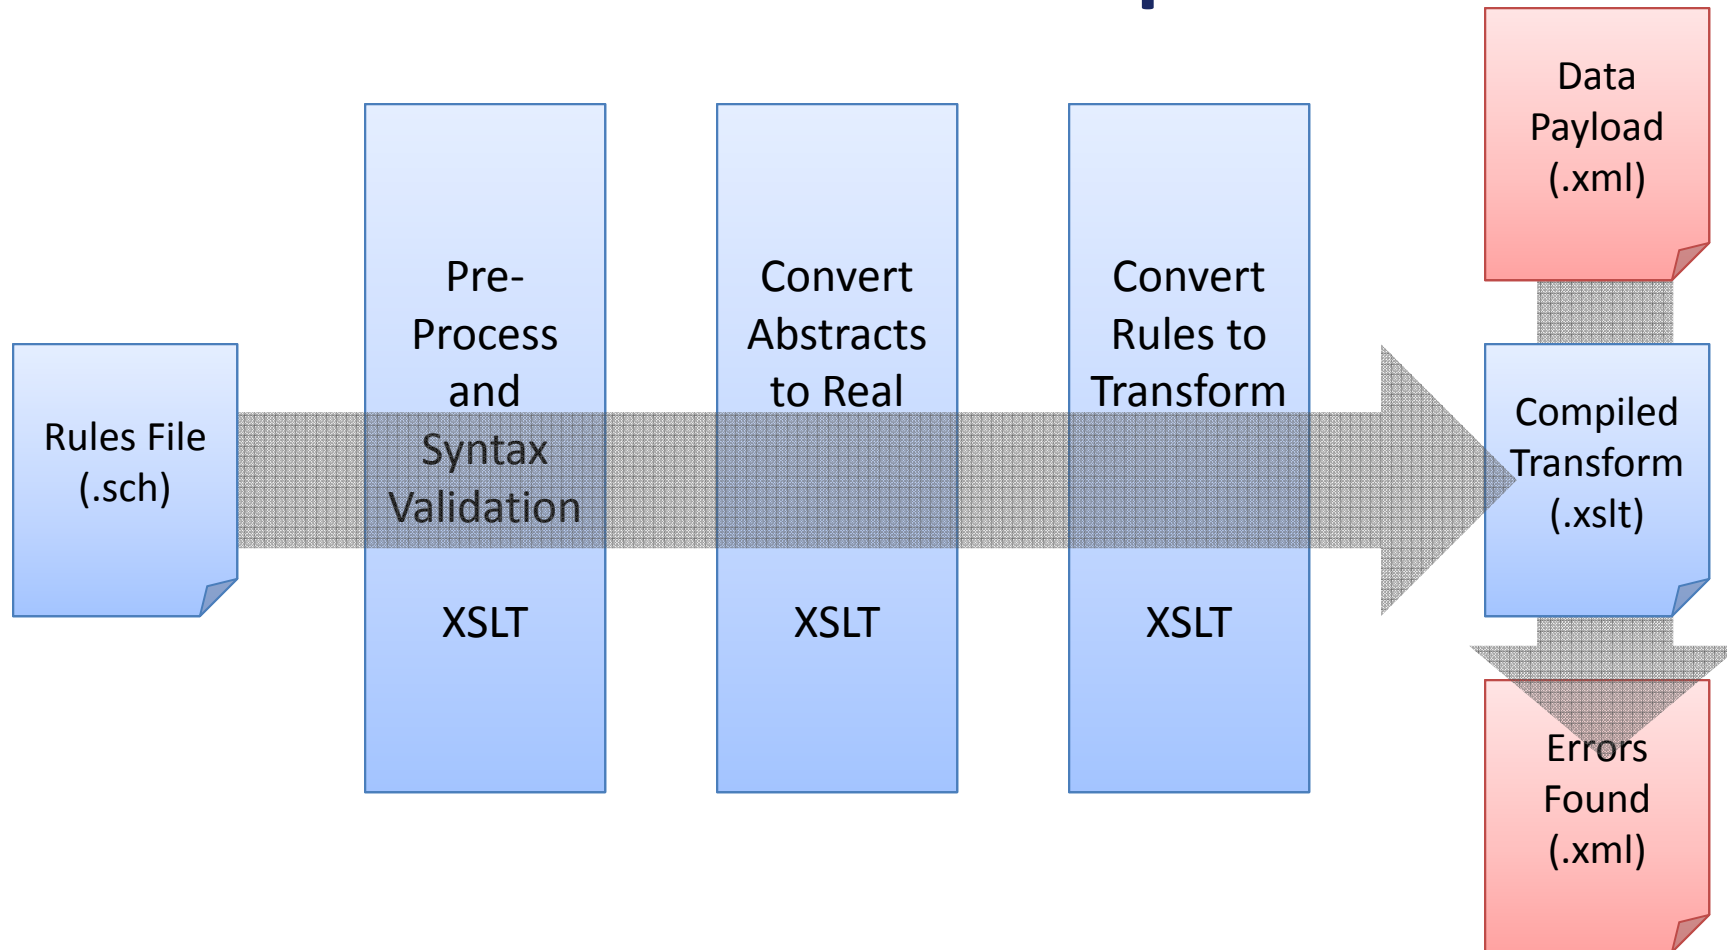 Rules File
(.sch)
Pre-
Process
and
Syntax
Validation
XSLT
Convert
Abstracts
to Real
XSLT
Convert
Rules to
Transform
XSLT
Data
Payload
(.xml)
Compiled
Transform
(.xslt)
Errors
Found
(.xml)